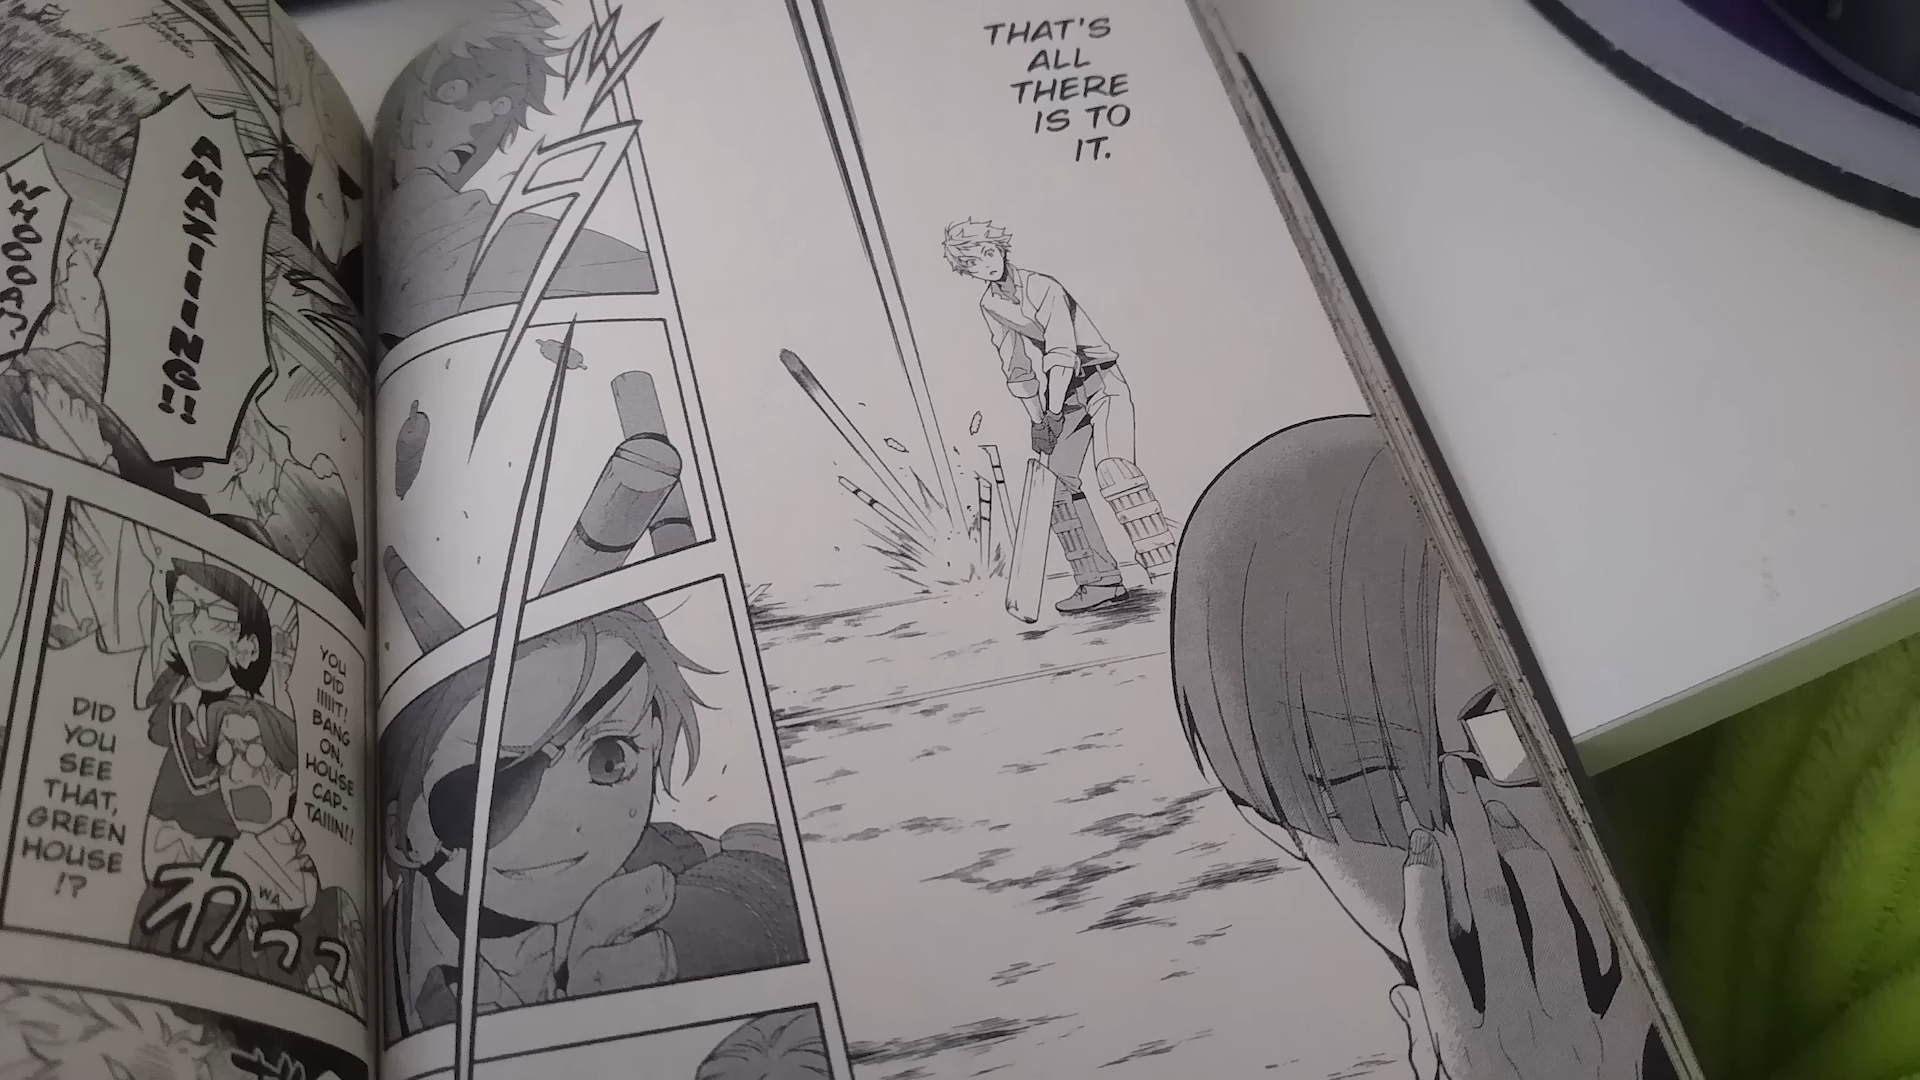 THAT'S
ALL
THERE
IS TO
IT.
AMAZIIIING!!
WHOOOA!
YOU
DID
IIIIIT!
BANG
ON,
HOUSE
CAP-
TAIIIN!!
DID
YOU
SEE
THAT,
GREEN
HOUSE
!?
WA
わっっ